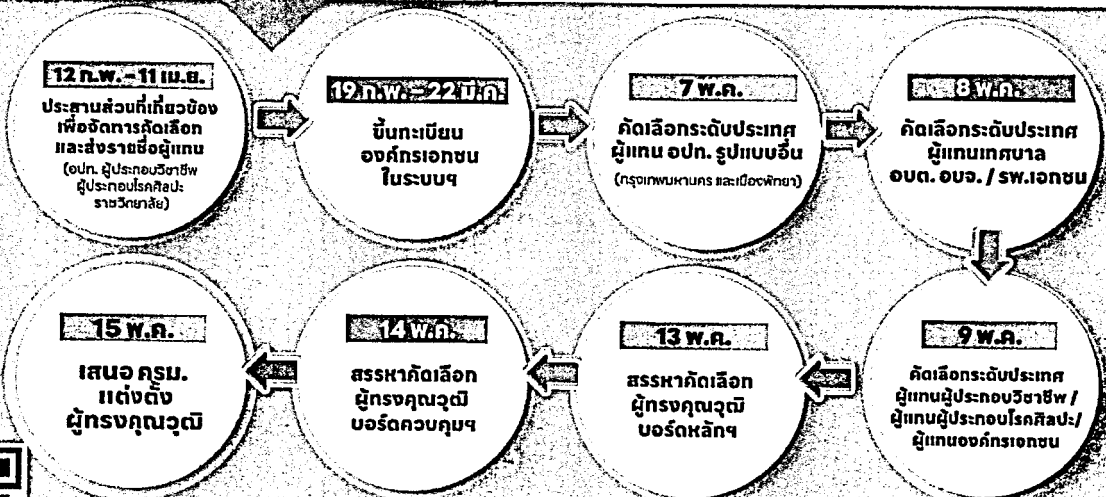 12 ก.พ. - 11 เม.ย.
ประสานส่วนที่เกี่ยวข้อง
เพื่อจัดการคัดเลือก
และส่งรายชื่อผู้แทน
(อปท. ผู้ประกอบวิชาชีพ
ผู้ประกอบโรคศิลปะ
ราชวิทยาลัย)
19 ก.พ. - 22 มี.ค.
ขึ้นทะเบียน
องค์กรเอกชน
ในระบบฯ
7 พ.ค.
คัดเลือกระดับประเทศ
ผู้แทน อปท. รูปแบบอื่น
(กรุงเทพมหานคร และเมืองพัทยา)
8 พ.ค.
คัดเลือกระดับประเทศ
ผู้แทนเทศบาล
อบต. อบจ. / รพ.เอกชน
9 พ.ค.
คัดเลือกระดับประเทศ
ผู้แทนผู้ประกอบวิชาชีพ /
ผู้แทนผู้ประกอบโรคศิลปะ/
ผู้แทนองค์กรเอกชน
13 พ.ค.
สรรหาคัดเลือก
ผู้ทรงคุณวุฒิ
บอร์ดหลักฯ
14 พ.ค.
สรรหาคัดเลือก
ผู้ทรงคุณวุฒิ
บอร์ดควบคุมฯ
15 พ.ค.
เสนอ ครม.
แต่งตั้ง
ผู้ทรงคุณวุฒิ